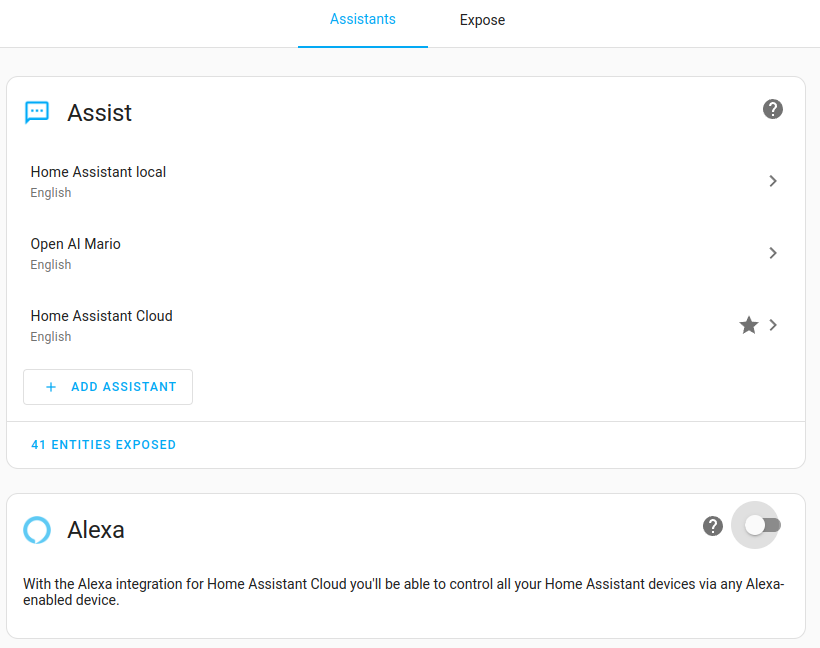 Assistants
Expose
Assist
Home Assistant local
English
Open AI Mario
English
Home Assistant Cloud
English
+ ADD ASSISTANT
41 ENTITIES EXPOSED
Alexa
With the Alexa integration for Home Assistant Cloud you'll be able to control all your Home Assistant devices via any Alexa-
enabled device.